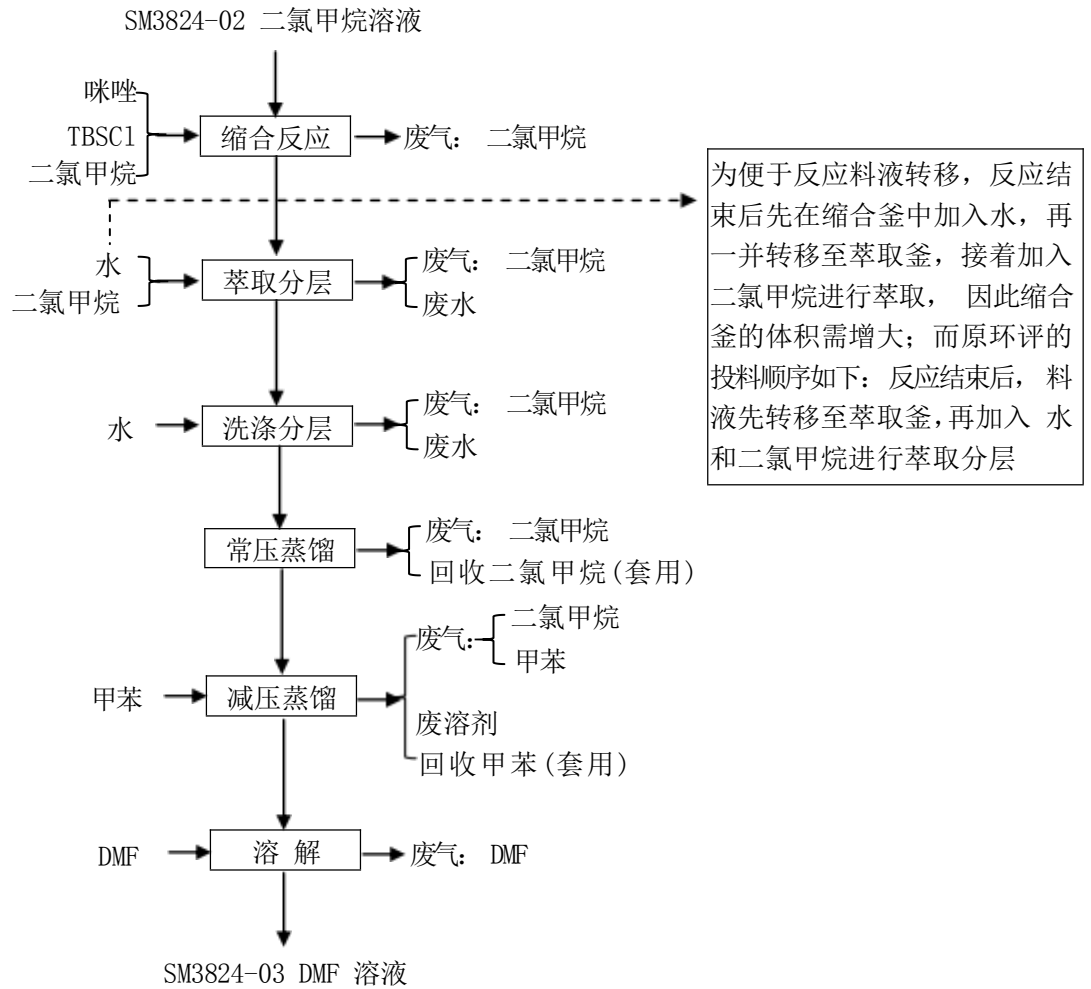 SM3824-02 二氯甲烷溶液
咪唑
TBSCl
二氯甲烷
缩合反应
废气： 二氯甲烷
水
二氯甲烷
萃取分层
废气： 二氯甲烷
废水
水
洗涤分层
废气： 二氯甲烷
废水
常压蒸馏
废气： 二氯甲烷
回收二氯甲烷(套用)
甲苯
减压蒸馏
废气：
二氯甲烷
甲苯
废溶剂
回收甲苯(套用)
DMF
溶 解
废气： DMF
SM3824-03 DMF 溶液
为便于反应料液转移，反应结
束后先在缩合釜中加入水，再
一并转移至萃取釜，接着加入
二氯甲烷进行萃取， 因此缩合
釜的体积需增大；而原环评的
投料顺序如下： 反应结束后， 料
液先转移至萃取釜，再加入 水
和二氯甲烷进行萃取分层